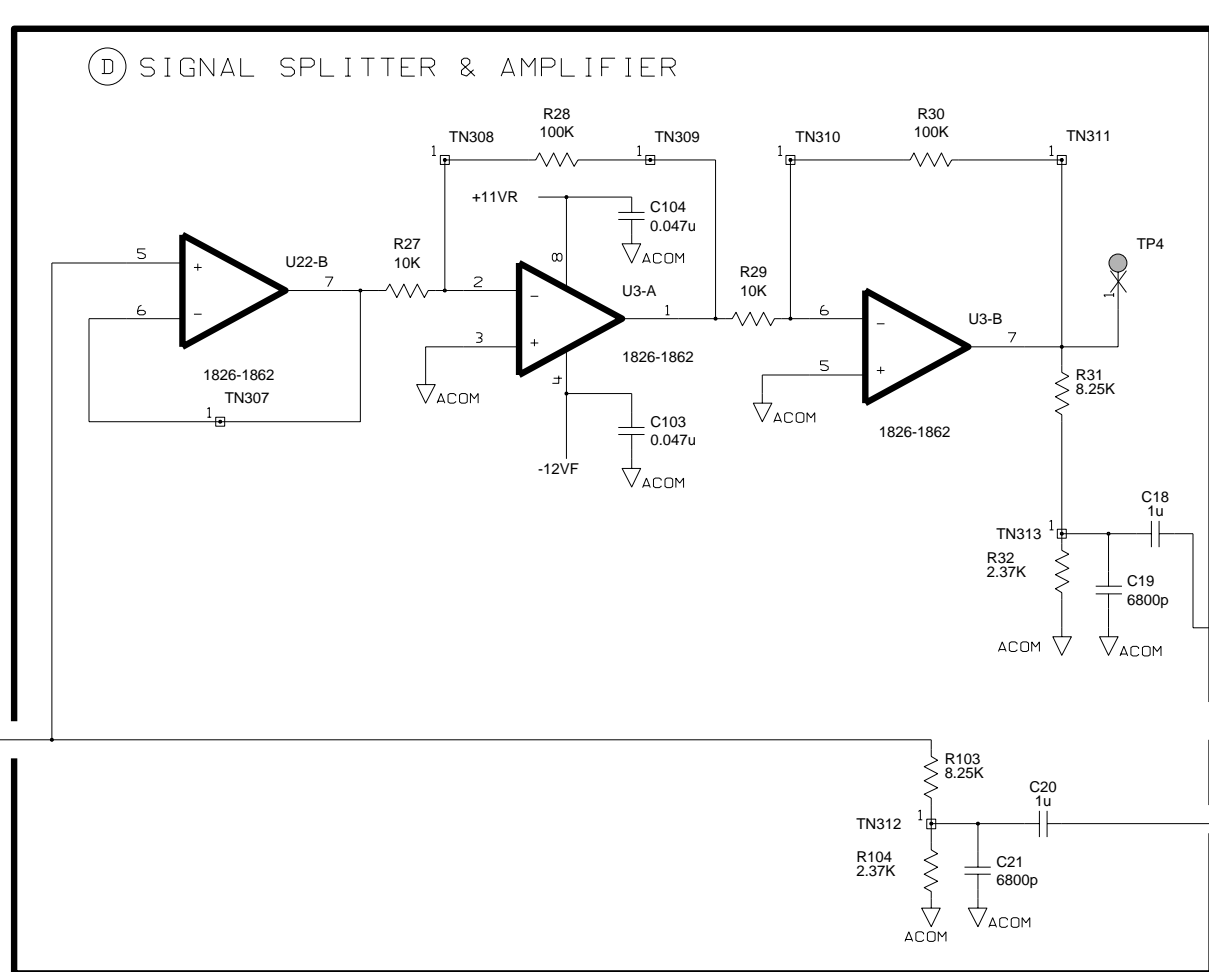 D SIGNAL SPLITTER & AMPLIFIER
R28
100K
TN308
1
1
TN309
R30
100K
TN310
1
1
TN311
+11VR
C104
0.047u
ACOM
8
5
+
6
−
U22-B
7
1826-1862
TN307
1
R27
10K
2
−
3
+
ACOM
U3-A
1
1826-1862
4
C103
0.047u
ACOM
-12VF
R29
10K
6
−
5
+
ACOM
U3-B
7
1826-1862
TP4
1
R31
8.25K
TN313
1
C18
1u
R32
2.37K
C19
6800p
ACOM
ACOM
R103
8.25K
TN312
1
C20
1u
R104
2.37K
C21
6800p
ACOM
ACOM